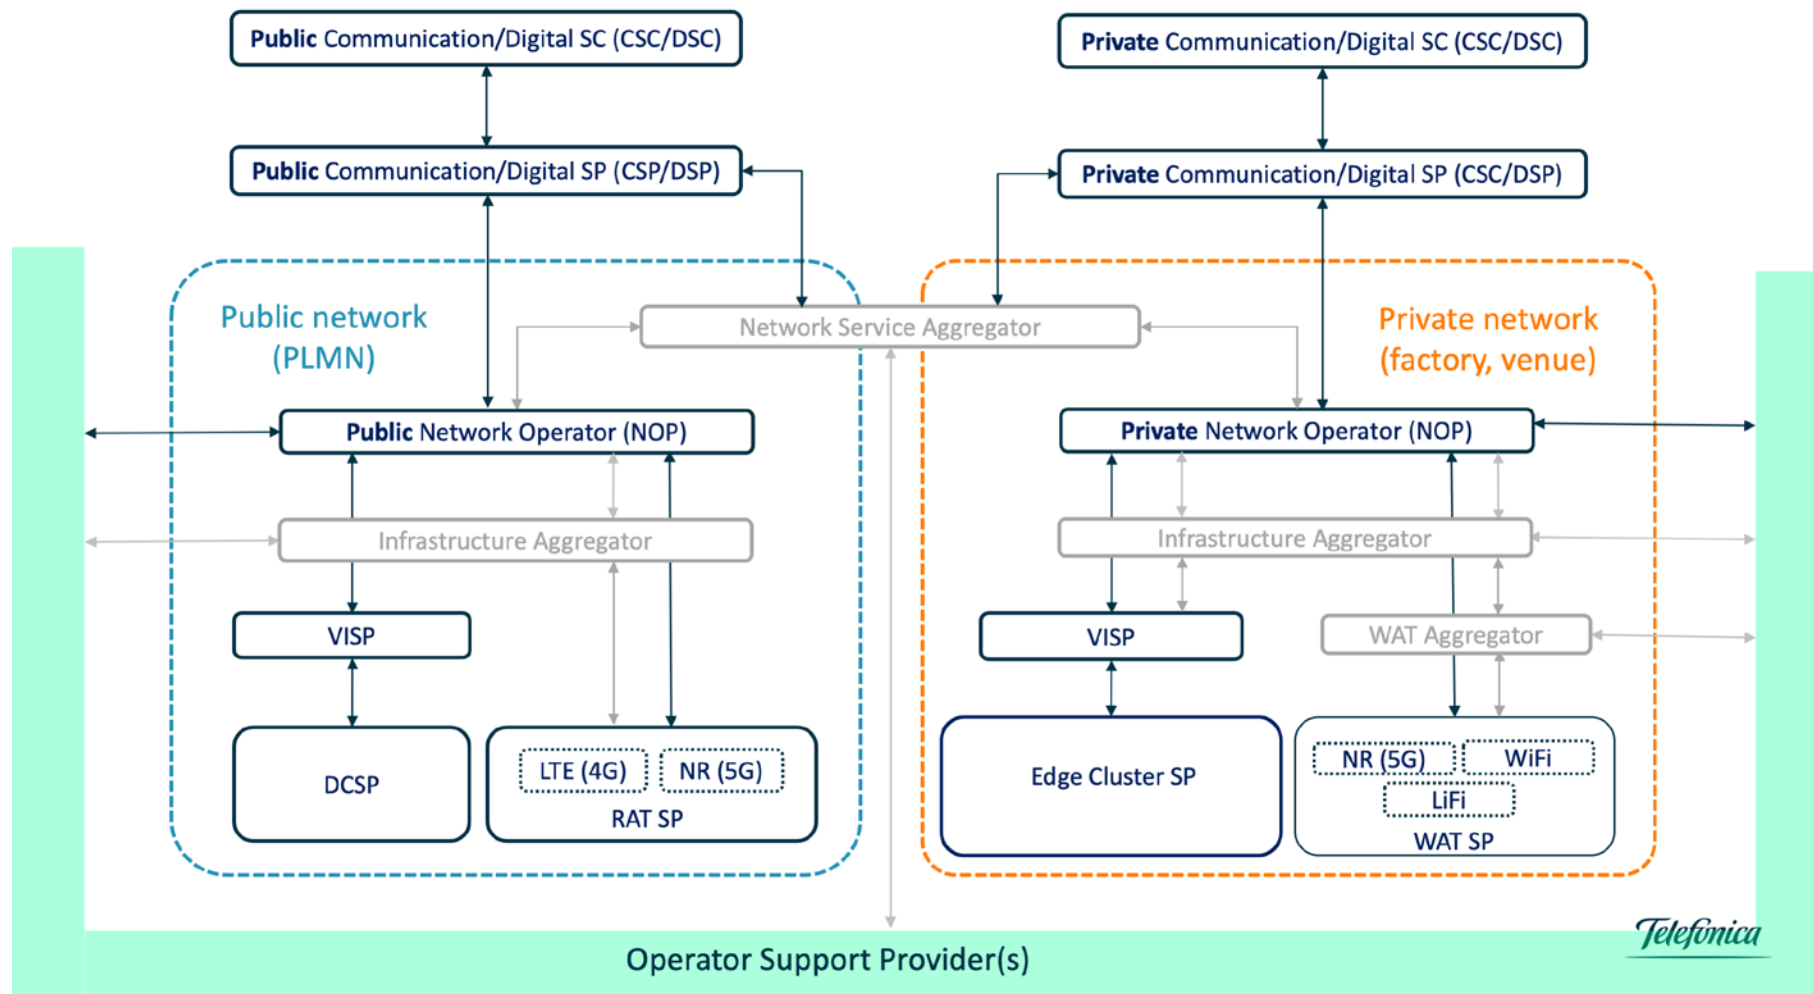 Public Communication/Digital SC (CSC/DSC)
Private Communication/Digital SC (CSC/DSC)
Public Communication/Digital SP (CSP/DSP)
Private Communication/Digital SP (CSC/DSP)
Public network
(PLMN)
Network Service Aggregator
Private network
(factory, venue)
Public Network Operator (NOP)
Private Network Operator (NOP)
Infrastructure Aggregator
Infrastructure Aggregator
VISP
VISP
WAT Aggregator
DCSP
LTE (4G)
NR (5G)
RAT SP
Edge Cluster SP
NR (5G)
WiFi
LiFi
WAT SP
Telefónica
Operator Support Provider(s)